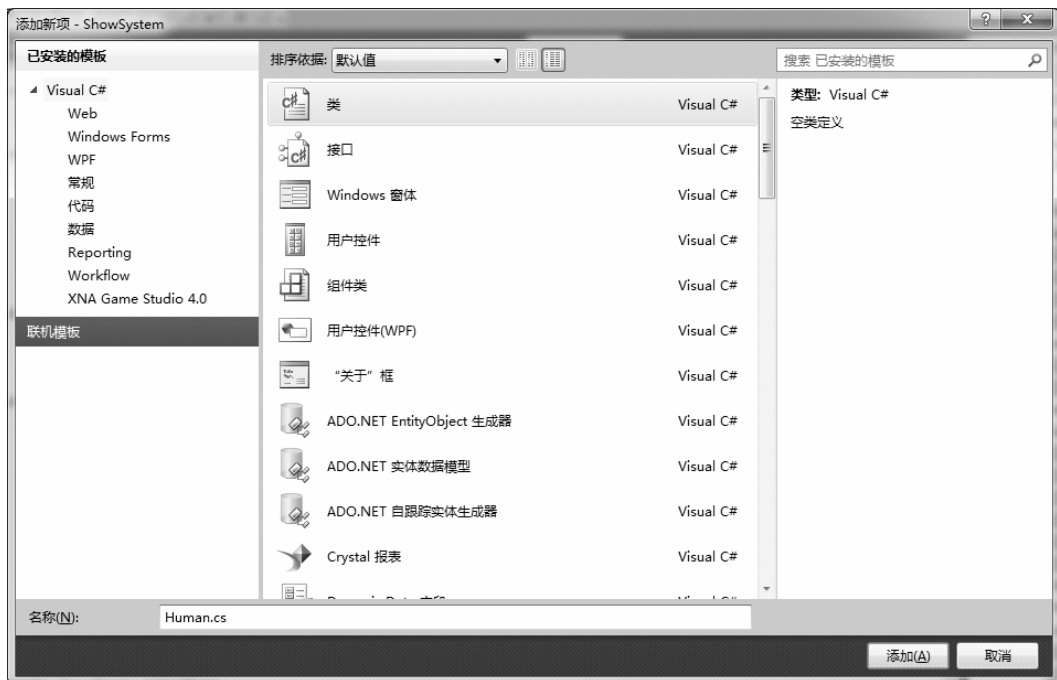 添加新项 - ShowSystem
已安装的模板
Visual C#
Web
Windows Forms
WPF
常规
代码
数据
Reporting
Workflow
XNA Game Studio 4.0
联机模板
排序依据: 默认值
类 Visual C#
接口 Visual C#
Windows 窗体 Visual C#
用户控件 Visual C#
组件类 Visual C#
用户控件(WPF) Visual C#
“关于”框 Visual C#
ADO.NET EntityObject 生成器 Visual C#
ADO.NET 实体数据模型 Visual C#
ADO.NET 自跟踪实体生成器 Visual C#
Crystal 报表 Visual C#
搜索 已安装的模板
类型: Visual C#
空类定义
名称(N): Human.cs
添加(A) 取消